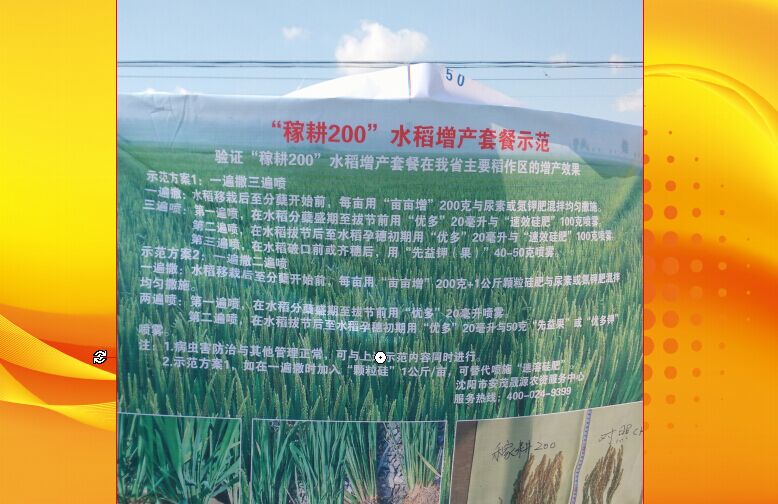 50
“稼耕200”水稻增产套餐示范
验证“稼耕200”水稻增产套餐在我省主要稻作区的增产效果
示范方案1：一遍撒三遍喷
一遍撒：水稻移栽后至分蘖开始前，每亩用“亩亩增”200克与尿素或氮钾肥混拌均匀撒施。
三遍喷：第一遍喷，在水稻分蘖盛期至拔节前用“优多”20毫升与“速效硅肥”100克喷雾。
第二遍喷，在水稻拔节后至水稻孕穗初期用“优多”20毫升与“速效硅肥”100克喷雾。
第三遍喷，在水稻破口前或齐穗后，用“先益钾（果）”40-50克喷雾。
示范方案2：一遍撒二遍喷
一遍撒：水稻移栽后至分蘖开始前，每亩用“亩亩增”200克+1公斤颗粒硅肥与尿素或氮钾肥混拌
均匀撒施。
两遍喷：第一遍喷，在水稻分蘖盛期至拔节前用“优多”20毫升喷雾。
第二遍喷，在水稻拔节后至水稻孕穗初期用“优多”20毫升与50克“先益果”或“优多钾”
喷雾。
注：1.病虫害防治与其他管理正常，可与上 示范内容同时进行。
2.示范方案1，如在一遍撒时加入“颗粒硅”1公斤/亩，可替代喷施“速溶硅肥”
沈阳市安茂晟源农资服务中心
服务热线：400-024-9399
稼耕200
对照CK